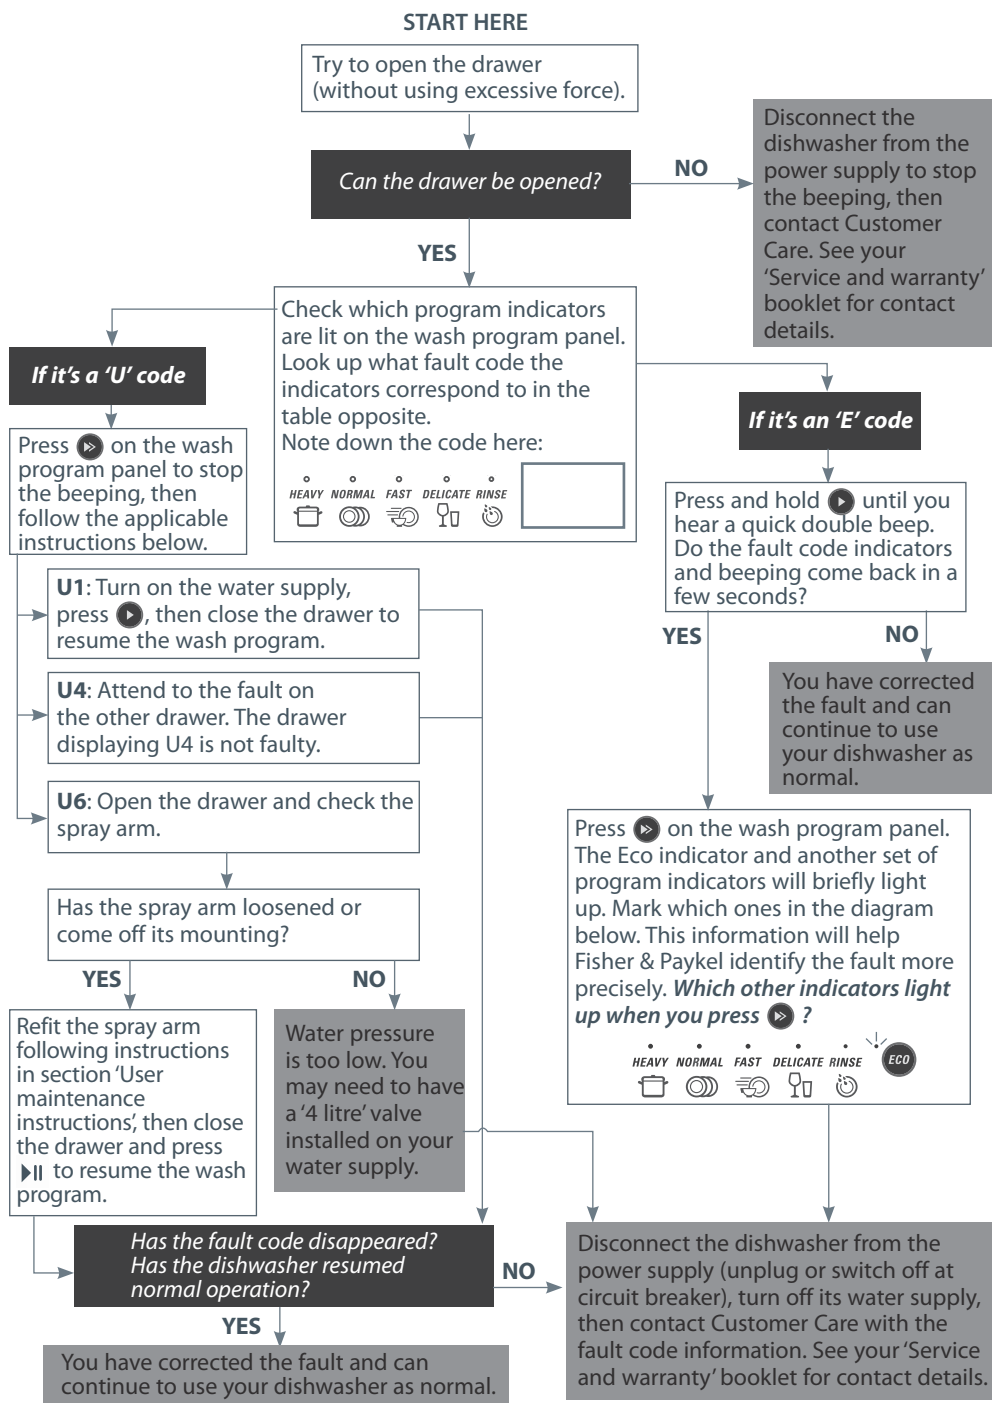 START HERE
Try to open the drawer
(without using excessive force).
Can the drawer be opened?
NO
Disconnect the
dishwasher from the
power supply to stop
the beeping, then
contact Customer
Care. See your
‘Service and warranty’
booklet for contact
details.
YES
Check which program indicators
are lit on the wash program panel.
Look up what fault code the
indicators correspond to in the
table opposite.
Note down the code here:
HEAVY NORMAL FAST DELICATE RINSE
If it’s a ‘U’ code
Press on the wash
program panel to stop
the beeping, then
follow the applicable
instructions below.
U1: Turn on the water supply,
press , then close the drawer to
resume the wash program.
U4: Attend to the fault on
the other drawer. The drawer
displaying U4 is not faulty.
U6: Open the drawer and check the
spray arm.
Has the spray arm loosened or
come off its mounting?
YES
NO
Refit the spray arm
following instructions
in section ‘User
maintenance
instructions’, then close
the drawer and press
to resume the wash
program.
Water pressure
is too low. You
may need to have
a ‘4 litre’ valve
installed on your
water supply.
If it’s an ‘E’ code
Press and hold until you
hear a quick double beep.
Do the fault code indicators
and beeping come back in a
few seconds?
YES
NO
You have corrected
the fault and can
continue to use
your dishwasher as
normal.
Press on the wash program panel.
The Eco indicator and another set of
program indicators will briefly light
up. Mark which ones in the diagram
below. This information will help
Fisher & Paykel identify the fault more
precisely. Which other indicators light
up when you press ?
HEAVY NORMAL FAST DELICATE RINSE ECO
Has the fault code disappeared?
Has the dishwasher resumed
normal operation?
NO
YES
You have corrected the fault and can
continue to use your dishwasher as normal.
Disconnect the dishwasher from the
power supply (unplug or switch off at
circuit breaker), turn off its water supply,
then contact Customer Care with the
fault code information. See your ‘Service
and warranty’ booklet for contact details.